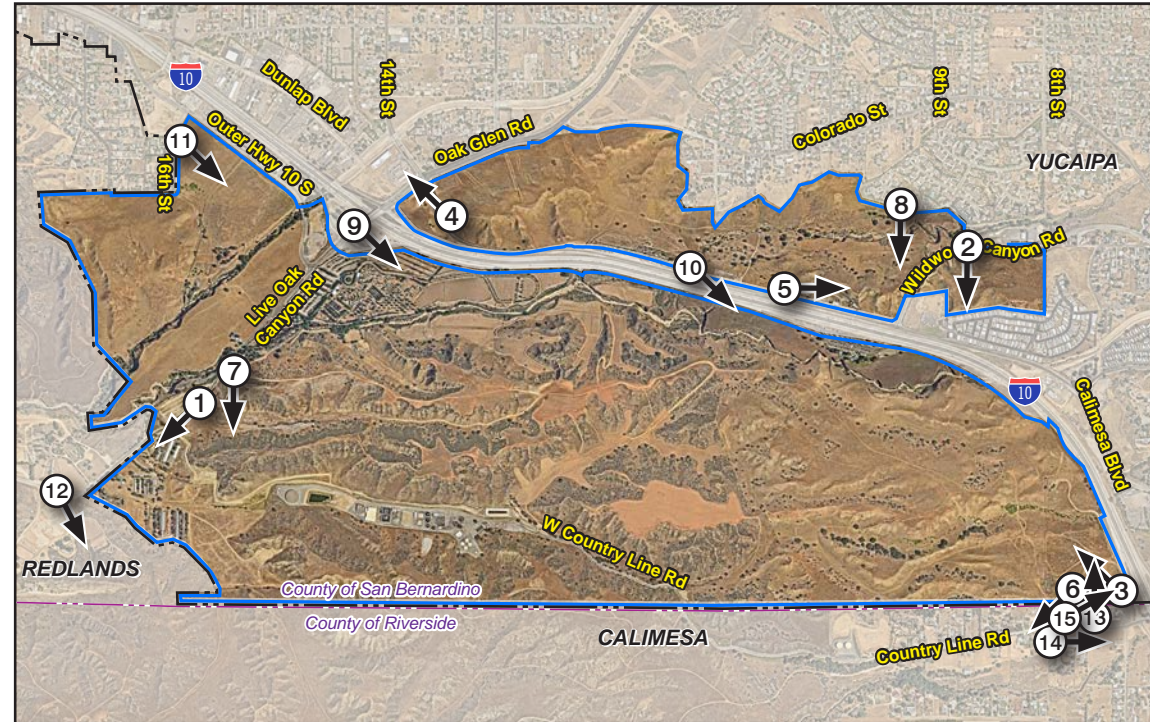 10
Dunlap Blvd
14th St
9th St
8th St
Colorado St
Oak Glen Rd
YUCAIPA
11
Outer Hwy 10 S
16th St
4
9
8
2
Wildwo
Canyon Rd
10
5
Live Oak
Canyon Rd
7
1
10
Calimesa Blvd
12
W Country Line Rd
REDLANDS
County of San Bernardino
County of Riverside
CALIMESA
6
3
15
13
14
Country Line Rd